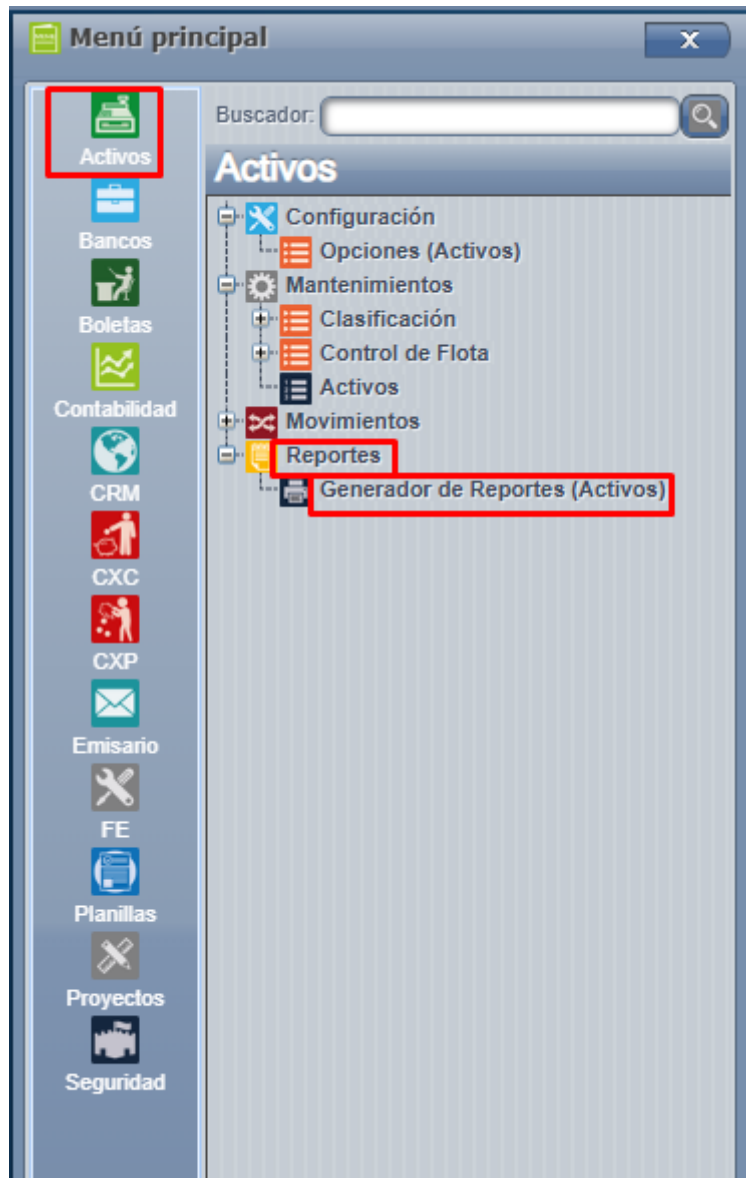 Menú principal
x
Activos
Bancos
Boletas
Contabilidad
CRM
CXC
CXP
Emisario
FE
Planillas
Proyectos
Seguridad
Buscador:
Activos
Configuración
Opciones (Activos)
Mantenimientos
Clasificación
Control de Flota
Activos
Movimientos
Reportes
Generador de Reportes (Activos)